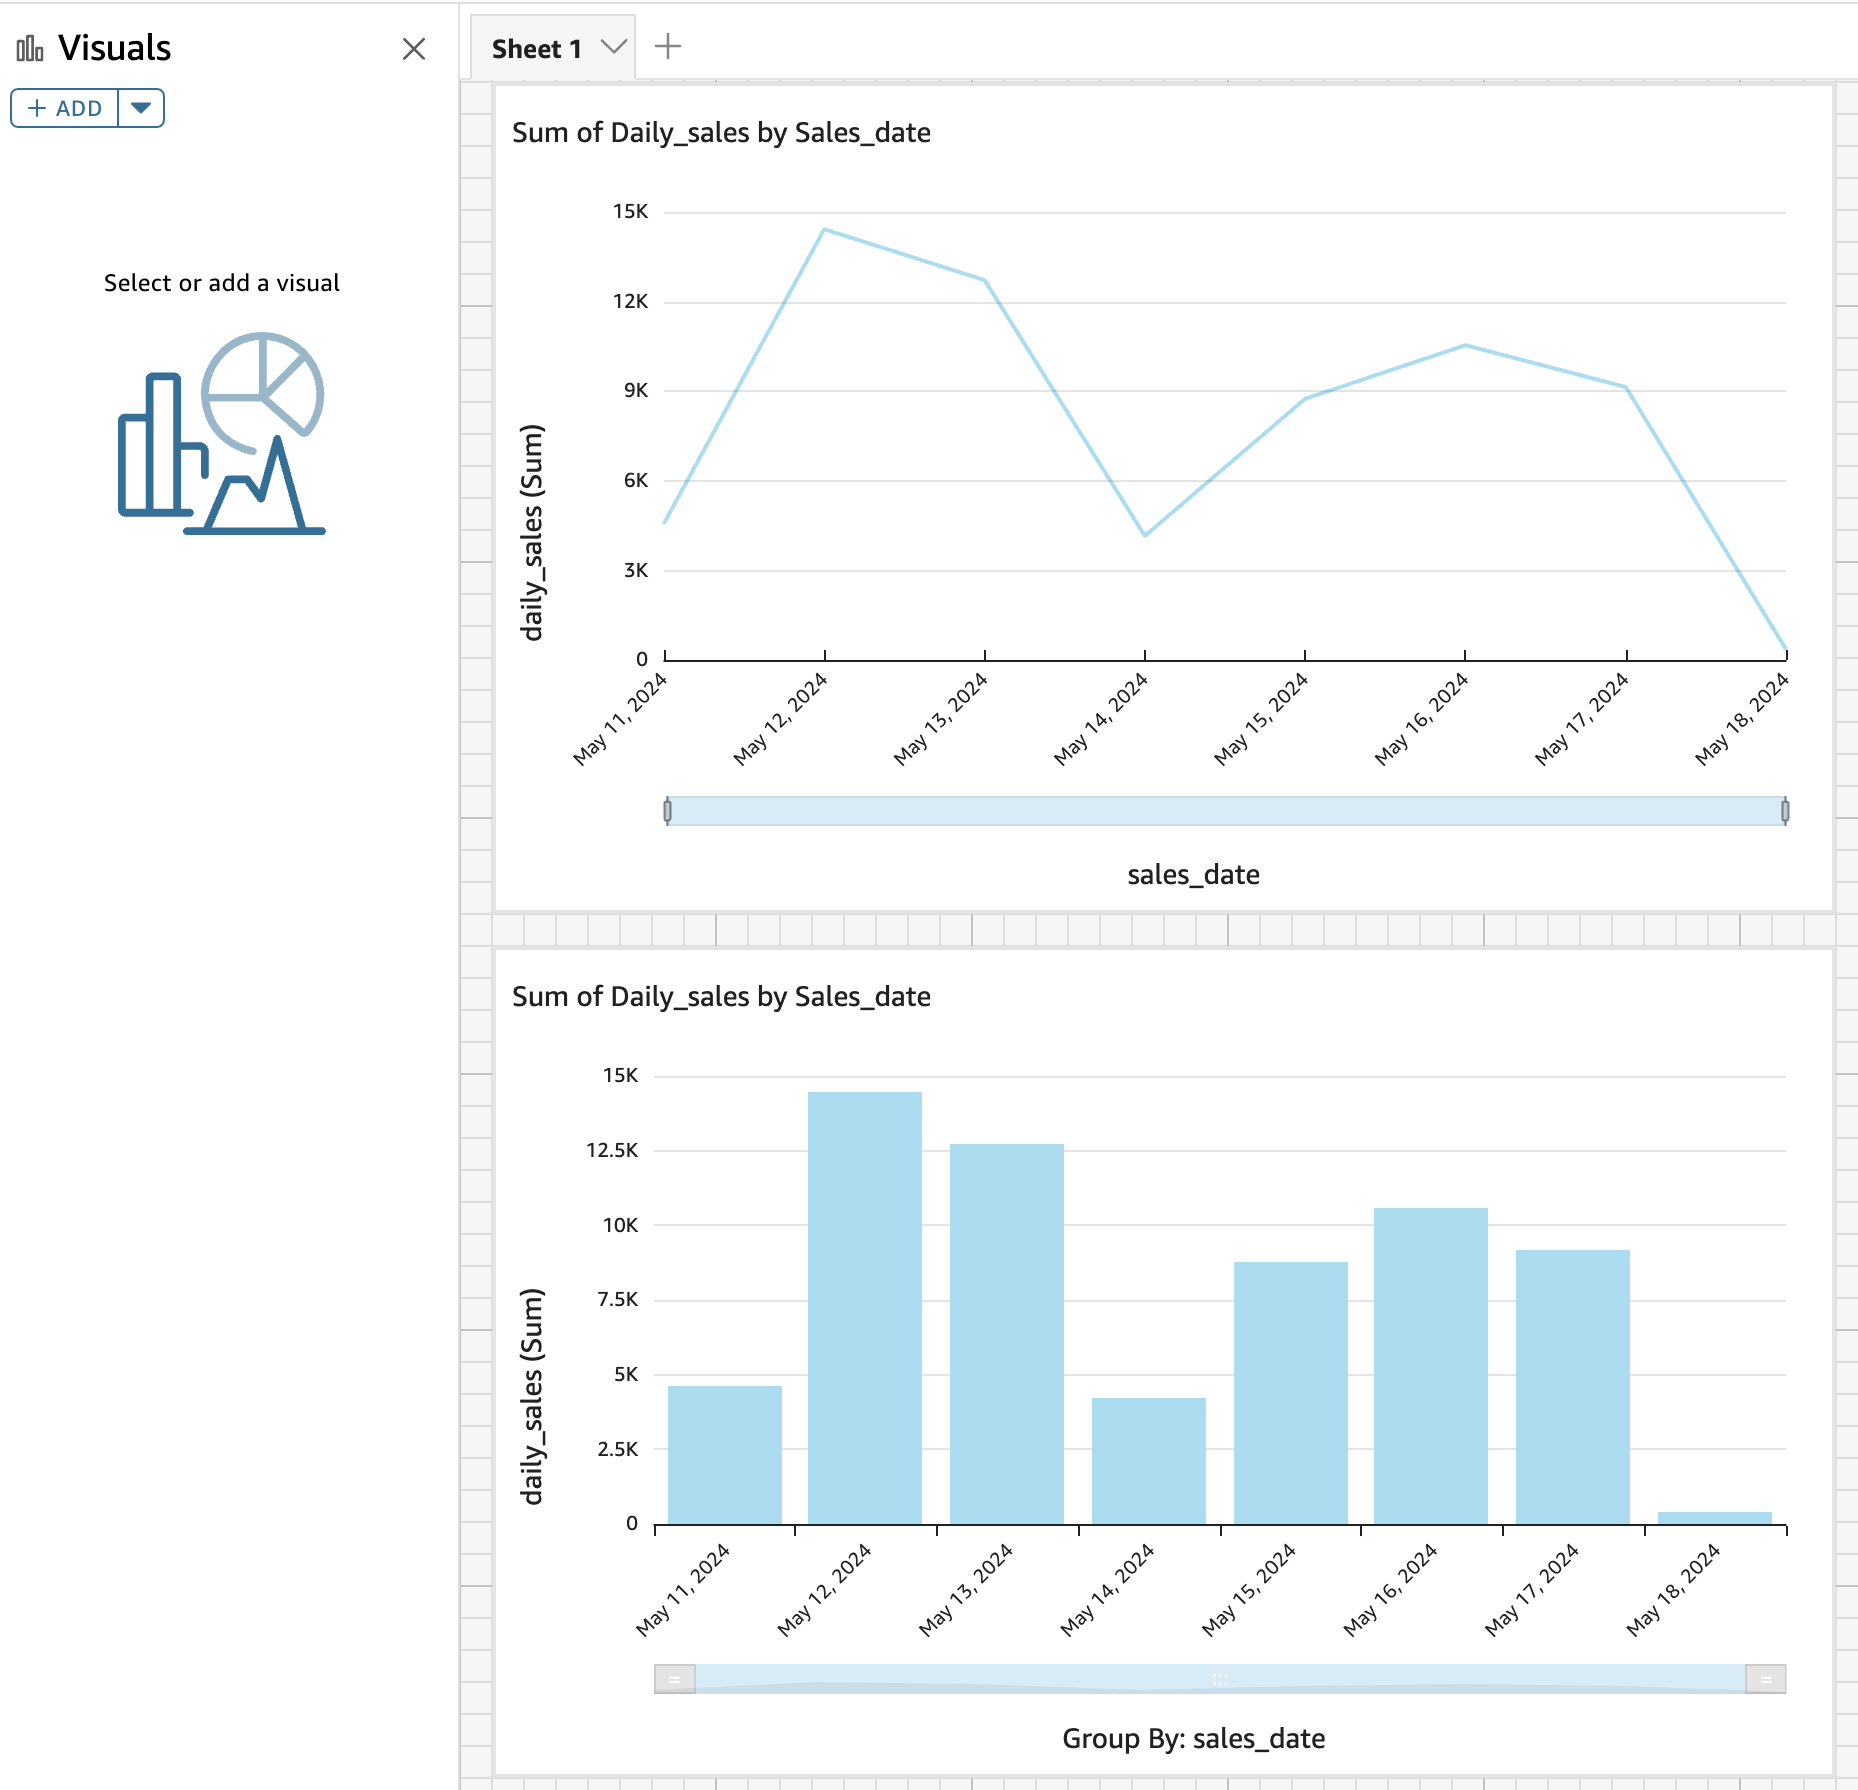 Visuals
ADD
Select or add a visual
Sheet 1
Sum of Daily_sales by Sales_date
15K
12K
9K
6K
3K
0
daily_sales (Sum)
May 11, 2024
May 12, 2024
May 13, 2024
May 14, 2024
May 15, 2024
May 16, 2024
May 17, 2024
May 18, 2024
sales_date
Sum of Daily_sales by Sales_date
15K
12.5K
10K
7.5K
5K
2.5K
0
daily_sales (Sum)
May 11, 2024
May 12, 2024
May 13, 2024
May 14, 2024
May 15, 2024
May 16, 2024
May 17, 2024
May 18, 2024
Group By: sales_date